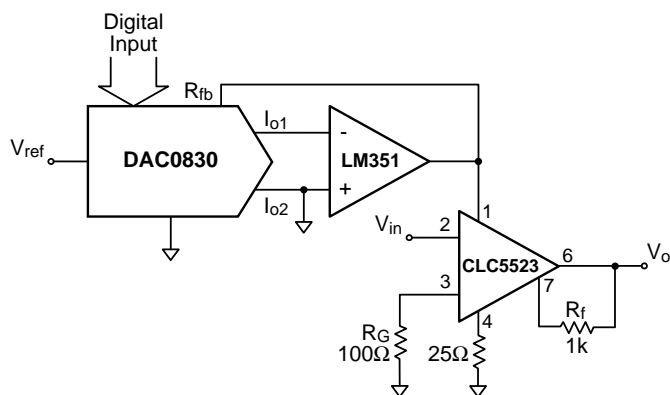 Digital
Input
Rfb
Io1
Vref
DAC0830
-
LM351
+
Io2
1
Vin
2
CLC5523
6
Vo
3
7
4
Rf
RG
100Ω
25Ω
1k